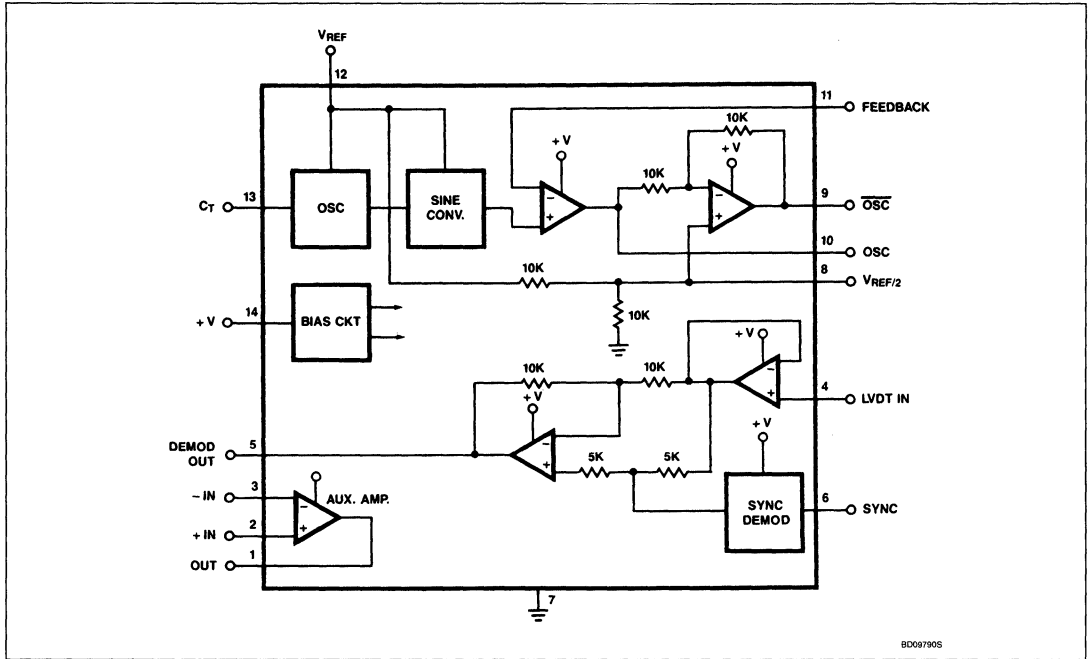 VREF
12
11
FEEDBACK
10K
+ V
+ V
10K
CT
13
OSC
SINE
CONV.
−
+
−
+
9
O̅S̅C̅
10
OSC
10K
8
VREF/2
10K
+ V
14
BIAS CKT
+ V
10K
10K
−
+
4
LVDT IN
+ V
+ V
DEMOD
OUT
5
−
+
5K
5K
− IN
3
AUX. AMP.
SYNC
DEMOD
6
SYNC
−
+
+ IN
2
OUT
1
7
BD09790S